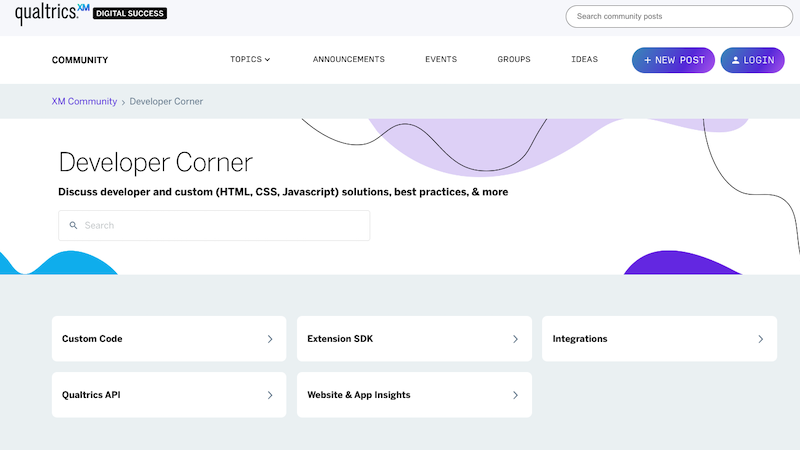 qualtrics.XM DIGITAL SUCCESS
Search community posts
COMMUNITY
TOPICS
ANNOUNCEMENTS
EVENTS
GROUPS
IDEAS
+ NEW POST
LOGIN
XM Community > Developer Corner
Developer Corner
Discuss developer and custom (HTML, CSS, Javascript) solutions, best practices, & more
Search
Custom Code
Extension SDK
Integrations
Qualtrics API
Website & App Insights